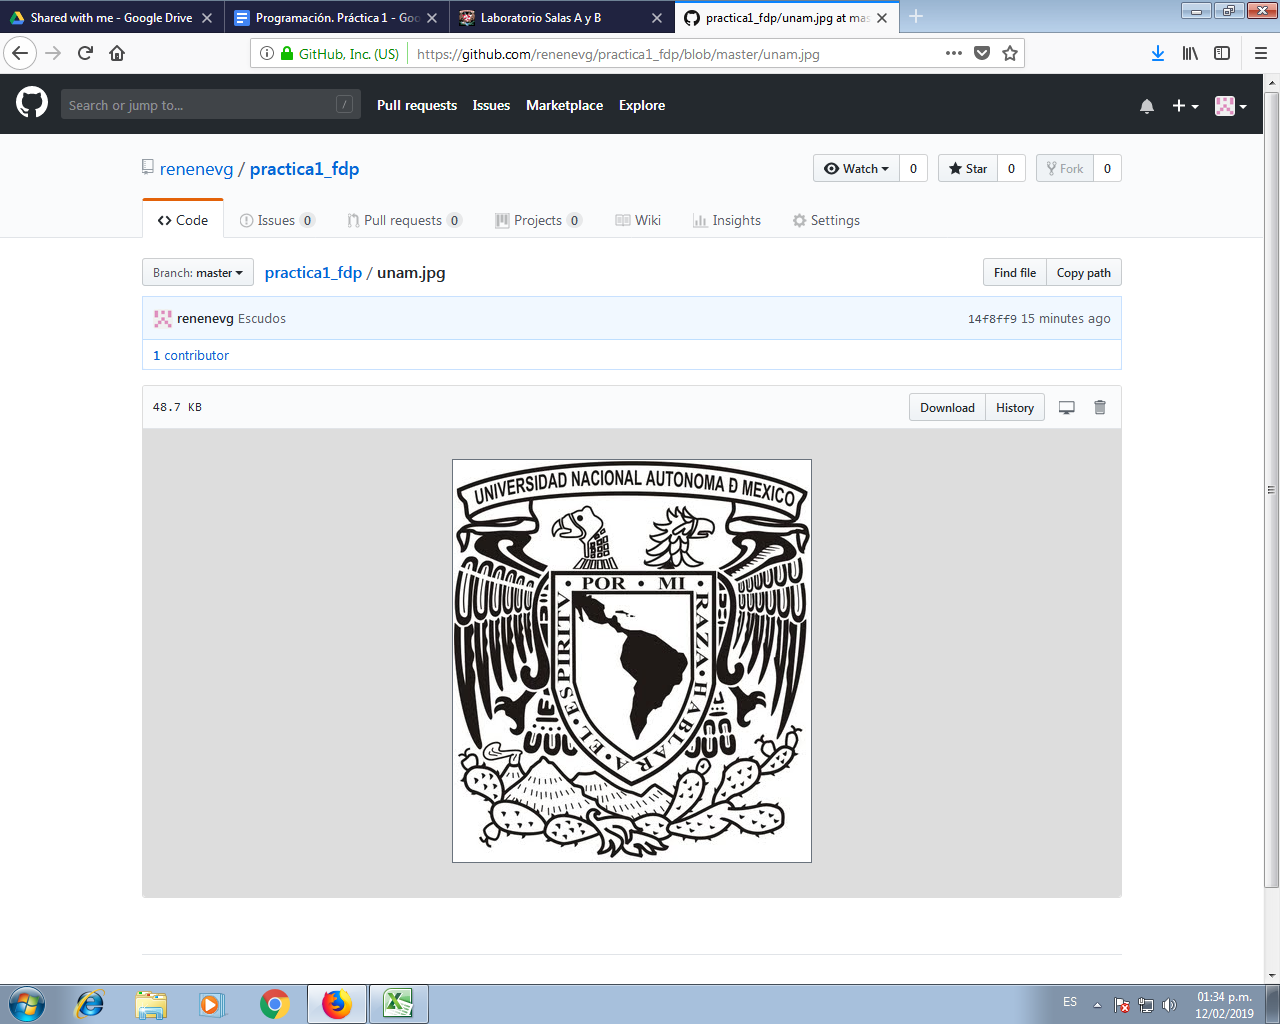 Shared with me - Google Drive
Programación. Práctica 1 - Goo
Laboratorio Salas A y B
practica1_fdp/unam.jpg at mas
GitHub, Inc. (US)
https://github.com/renenevg/practica1_fdp/blob/master/unam.jpg
Search or jump to...
/
Pull requests
Issues
Marketplace
Explore
renenevg / practica1_fdp
Watch 0
Star 0
Fork 0
Code
Issues 0
Pull requests 0
Projects 0
Wiki
Insights
Settings
Branch: master
practica1_fdp / unam.jpg
Find file
Copy path
renenevg Escudos
14f8ff9 15 minutes ago
1 contributor
48.7 KB
Download
History
UNIVERSIDAD NACIONAL AUTONOMA Ð MEXICO
· POR · MI ·
RAZA·HABLARA·
EL·ESPIRITV
ES
01:34 p.m.
12/02/2019